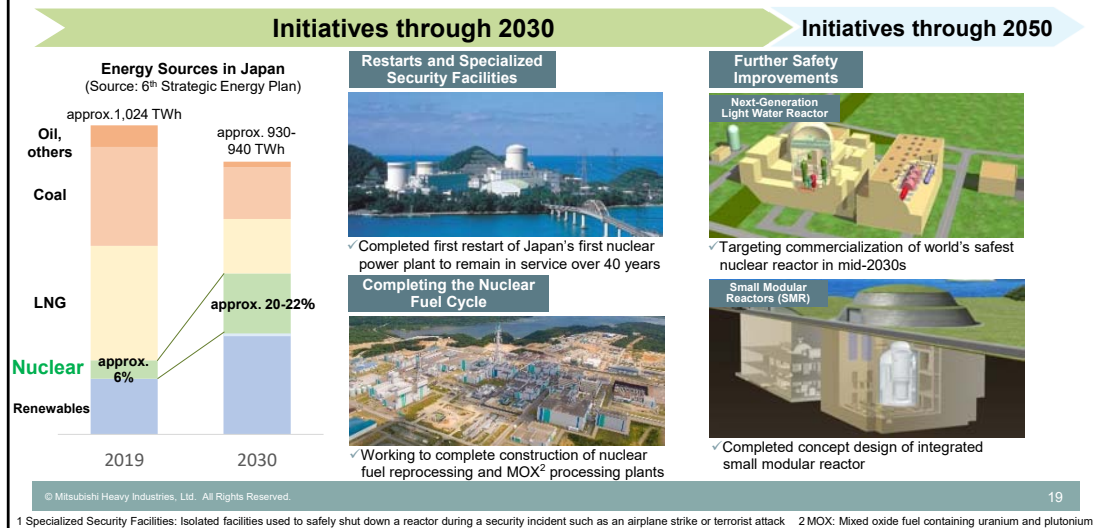 Initiatives through 2030
Initiatives through 2050
Energy Sources in Japan
(Source: 6th Strategic Energy Plan)
approx.1,024 TWh
approx. 930-
940 TWh
Oil,
others
Coal
LNG
approx. 20-22%
Nuclear
approx.
6%
Renewables
2019
2030
Restarts and Specialized
Security Facilities
✓Completed first restart of Japan's first nuclear
power plant to remain in service over 40 years
Completing the Nuclear
Fuel Cycle
✓Working to complete construction of nuclear
fuel reprocessing and MOX2 processing plants
Further Safety
Improvements
Next-Generation
Light Water Reactor
✓Targeting commercialization of world's safest
nuclear reactor in mid-2030s
Small Modular
Reactors (SMR)
✓Completed concept design of integrated
small modular reactor
© Mitsubishi Heavy Industries, Ltd. All Rights Reserved.
19
1 Specialized Security Facilities: Isolated facilities used to safely shut down a reactor during a security incident such as an airplane strike or terrorist attack 2 MOX: Mixed oxide fuel containing uranium and plutonium